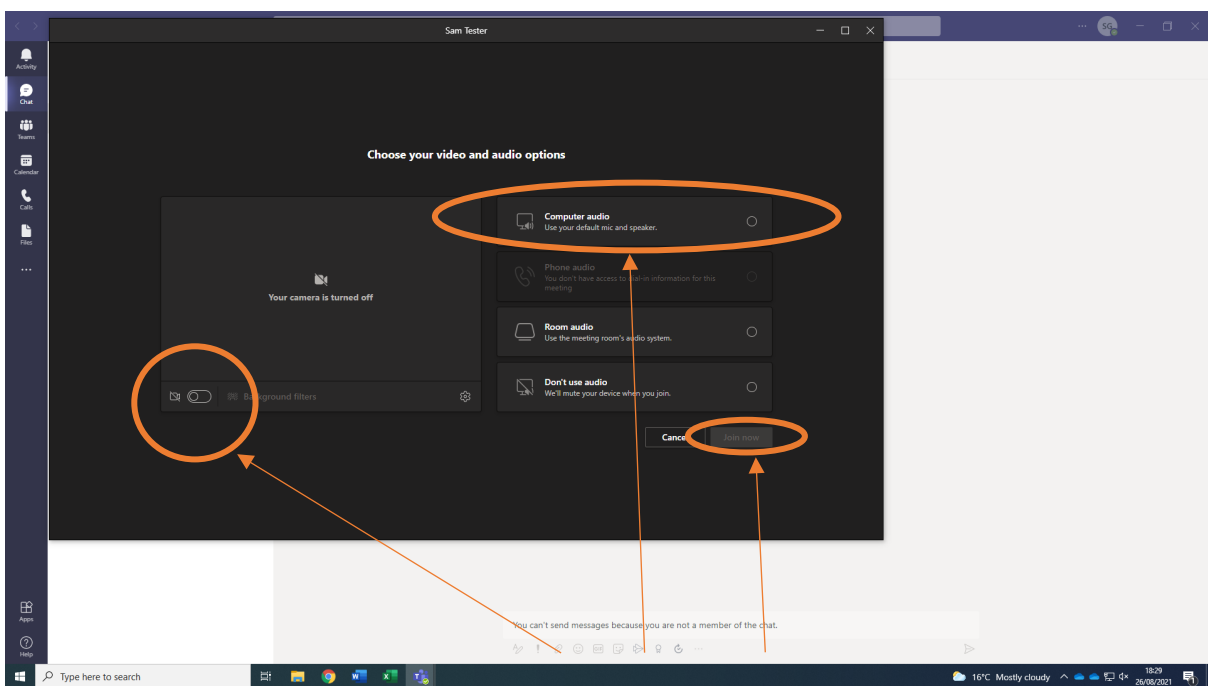 Sam Tester
SG
Activity
Chat
Teams
Calendar
Calls
Files
Choose your video and audio options
Your camera is turned off
Background filters
Computer audio
Use your default mic and speaker.
Phone audio
You don't have access to dial-in information for this
meeting
Room audio
Use the meeting room's audio system.
Don't use audio
We'll mute your device when you join.
Cancel
Join now
You can't send messages because you are not a member of the chat.
GIF
Apps
Help
Type here to search
16°C Mostly cloudy
18:29
26/08/2021